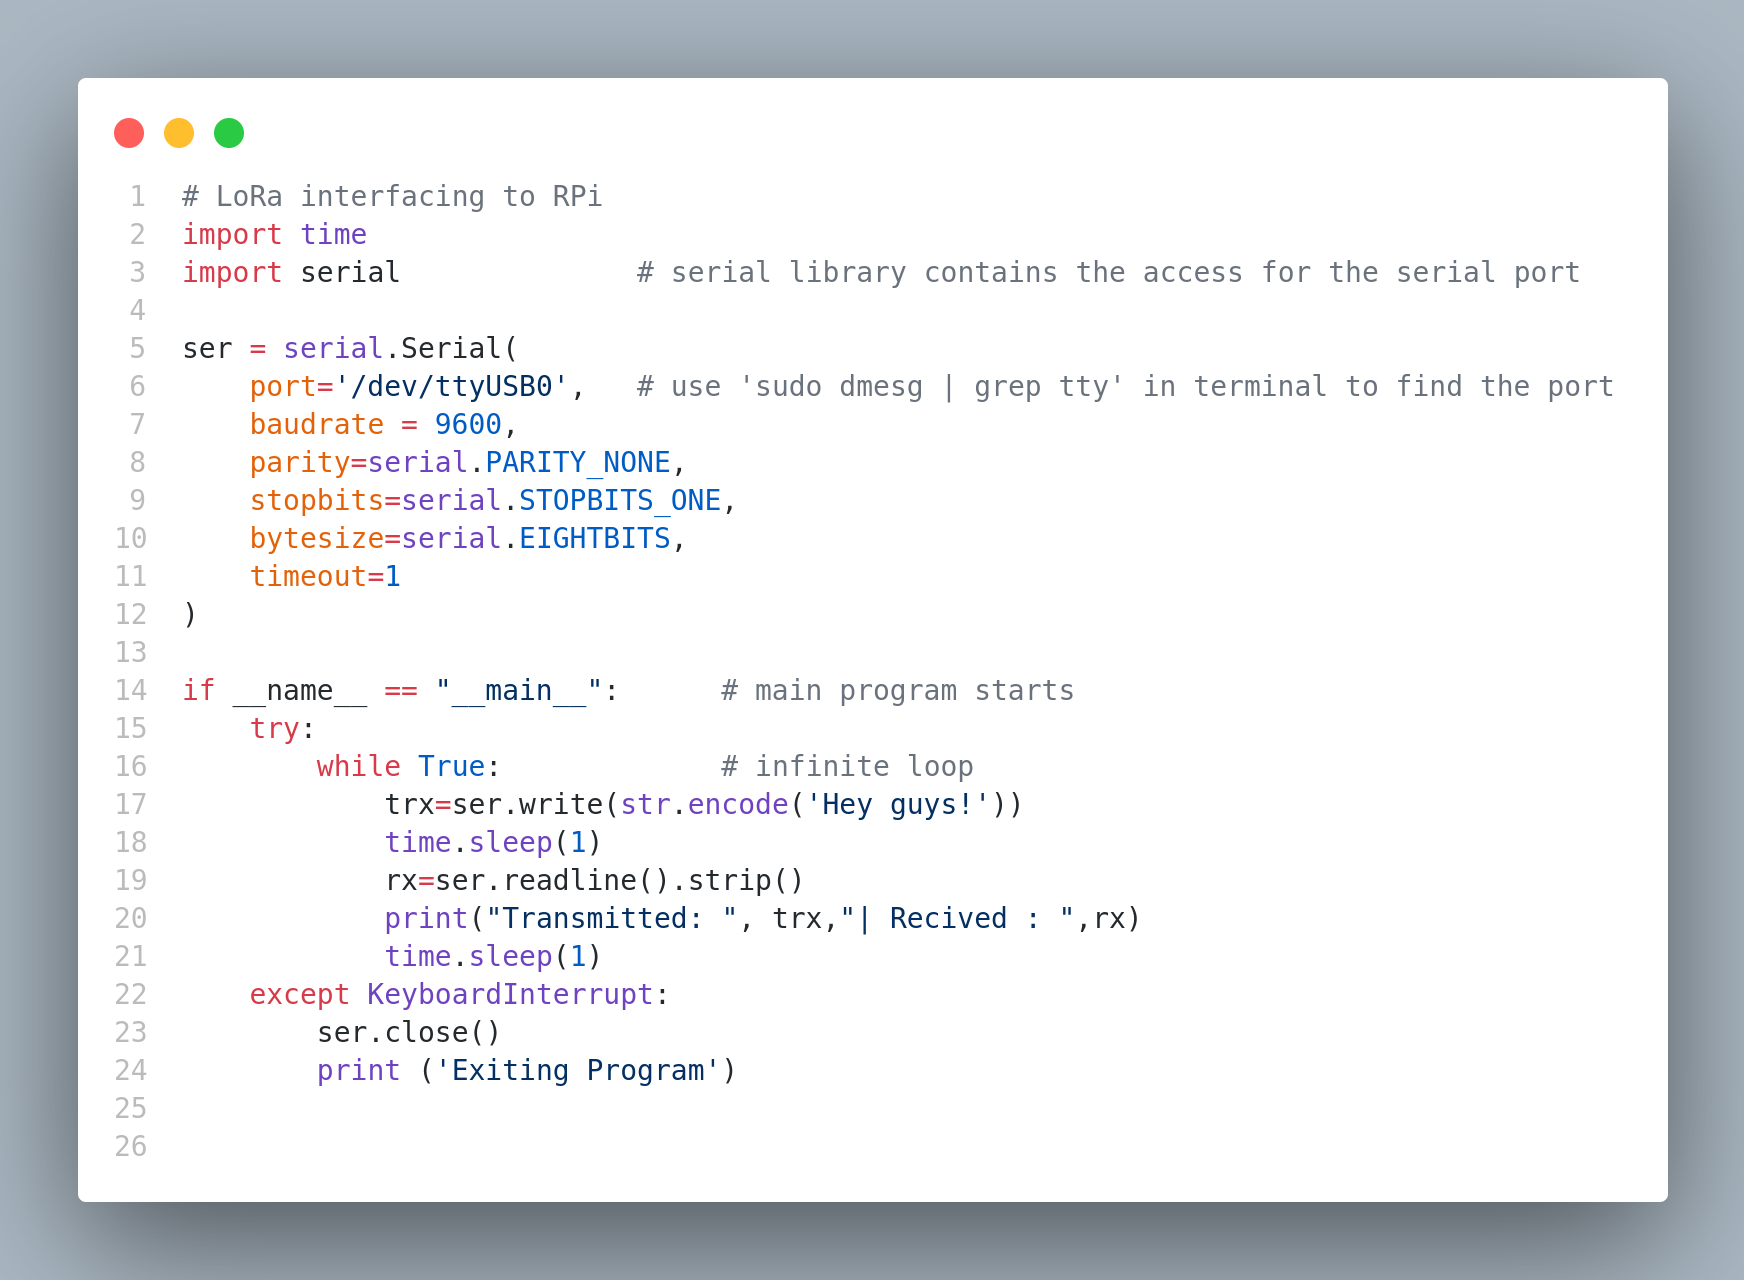 1 # LoRa interfacing to RPi
2 import time
3 import serial              # serial library contains the access for the serial port
4
5 ser = serial.Serial(
6     port='/dev/ttyUSB0',   # use 'sudo dmesg | grep tty' in terminal to find the port
7     baudrate = 9600,
8     parity=serial.PARITY_NONE,
9     stopbits=serial.STOPBITS_ONE,
10     bytesize=serial.EIGHTBITS,
11     timeout=1
12 )
13
14 if __name__ == "__main__":      # main program starts
15     try:
16         while True:             # infinite loop
17             trx=ser.write(str.encode('Hey guys!'))
18             time.sleep(1)
19             rx=ser.readline().strip()
20             print("Transmitted: ", trx,"| Recived : ",rx)
21             time.sleep(1)
22     except KeyboardInterrupt:
23         ser.close()
24         print ('Exiting Program')
25
26